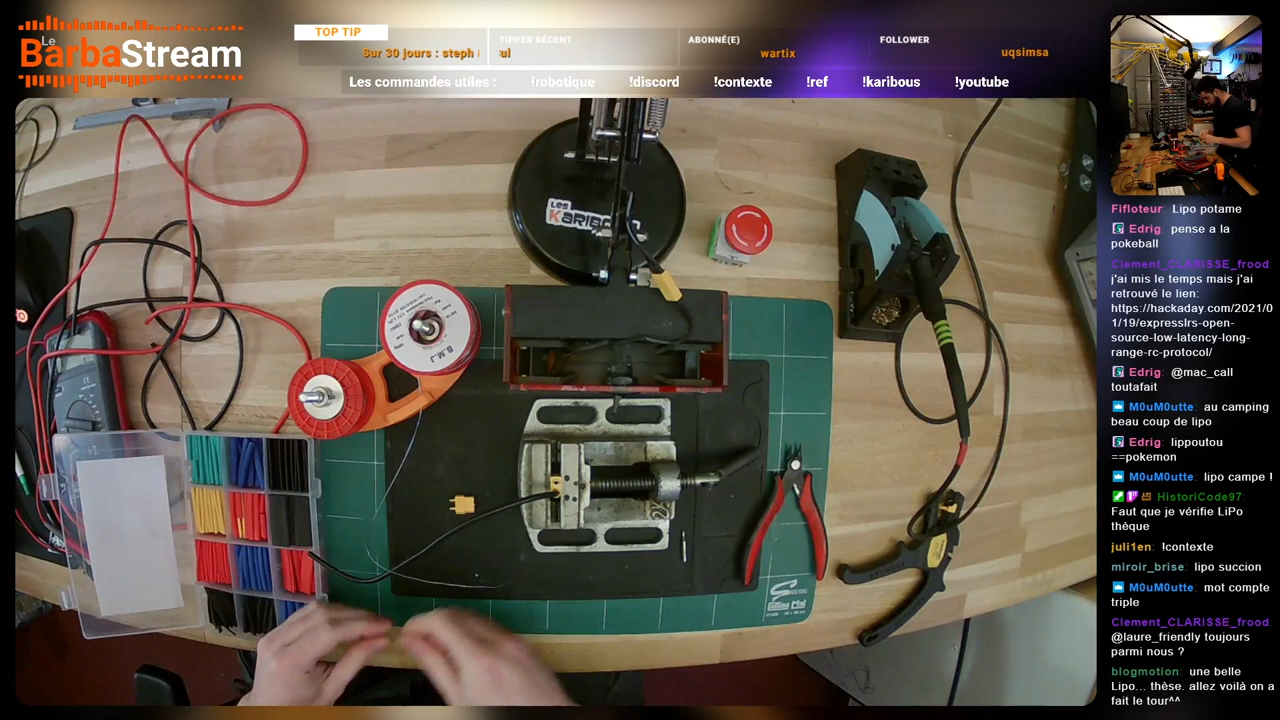 Le
BarbaStream
TOP TIP
Sur 30 jours : steph
TIPPER RÉCENT
ul
ABONNÉ(E)
wartix
FOLLOWER
uqsimsa
Les commandes utiles : !robotique !discord !contexte !ref !karibous !youtube
LES
KARIBO
B.M.J
Fifloteur: Lipo potame
Edrig: pense a la
pokeball
Clement_CLARISSE_frood:
j'ai mis le temps mais j'ai
retrouvé le lien:
https://hackaday.com/2021/0
1/19/expresslrs-open-
source-low-latency-long-
range-rc-protocol/
Edrig: @mac_call
toutafait
M0uM0utte: au camping
beau coup de lipo
Edrig: lippoutou
==pokemon
M0uM0utte: lipo campe !
HistoriCode97:
Faut que je vérifie LiPo
thèque
juli1en: !contexte
miroir_brise: lipo succion
M0uM0utte: mot compte
triple
Clement_CLARISSE_frood:
@laure_friendly toujours
parmi nous ?
blogmotion: une belle
Lipo... thèse. allez voilà on a
fait le tour^^